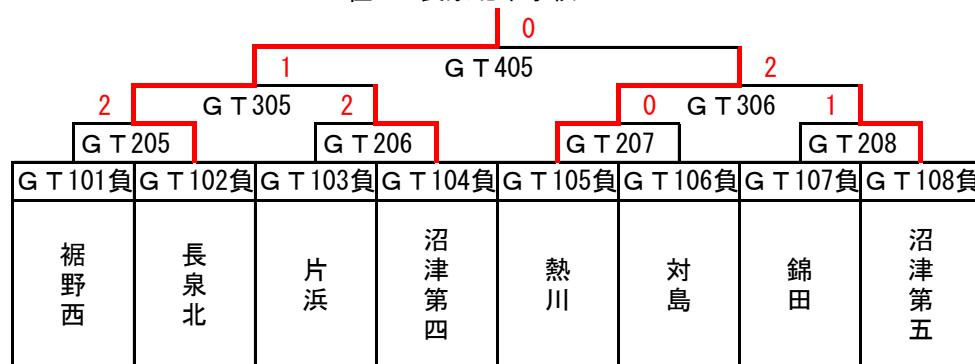 0
1
GT405
2
2
GT305
2
0
GT306
1
GT205
GT206
GT207
GT208
GT101負
GT102負
GT103負
GT104負
GT105負
GT106負
GT107負
GT108負
裾野西
長泉北
片浜
沼津第四
熱川
対島
錦田
沼津第五